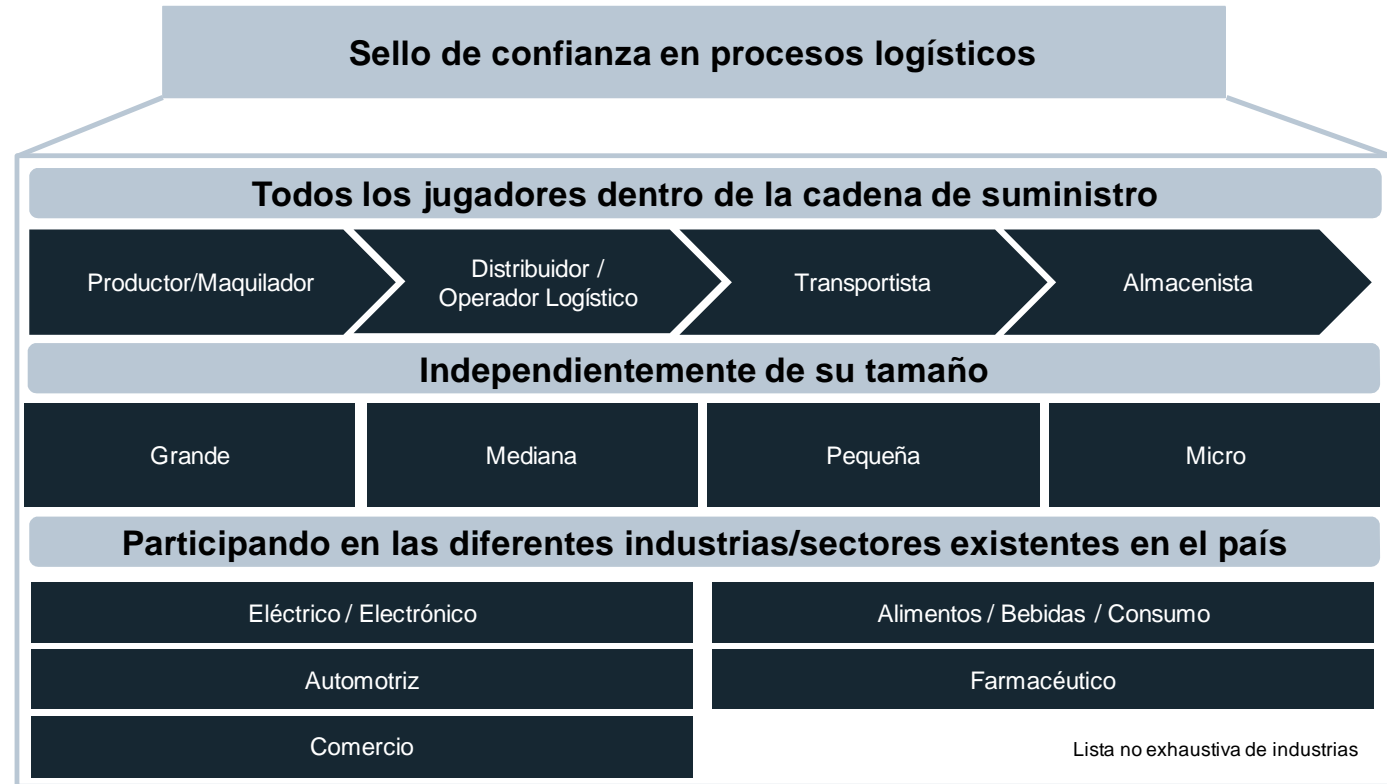 Sello de confianza en procesos logísticos
Todos los jugadores dentro de la cadena de suministro
Productor/Maquilador
Distribuidor /
Operador Logístico
Transportista
Almacenista
Independientemente de su tamaño
Grande
Mediana
Pequeña
Micro
Participando en las diferentes industrias/sectores existentes en el país
Eléctrico / Electrónico
Alimentos / Bebidas / Consumo
Automotriz
Farmacéutico
Comercio
Lista no exhaustiva de industrias